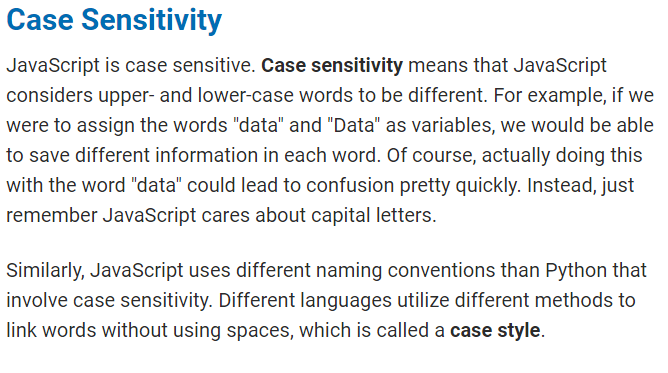 Case Sensitivity
JavaScript is case sensitive. Case sensitivity means that JavaScript
considers upper- and lower-case words to be different. For example, if we
were to assign the words "data" and "Data" as variables, we would be able
to save different information in each word. Of course, actually doing this
with the word "data" could lead to confusion pretty quickly. Instead, just
remember JavaScript cares about capital letters.
Similarly, JavaScript uses different naming conventions than Python that
involve case sensitivity. Different languages utilize different methods to
link words without using spaces, which is called a case style.